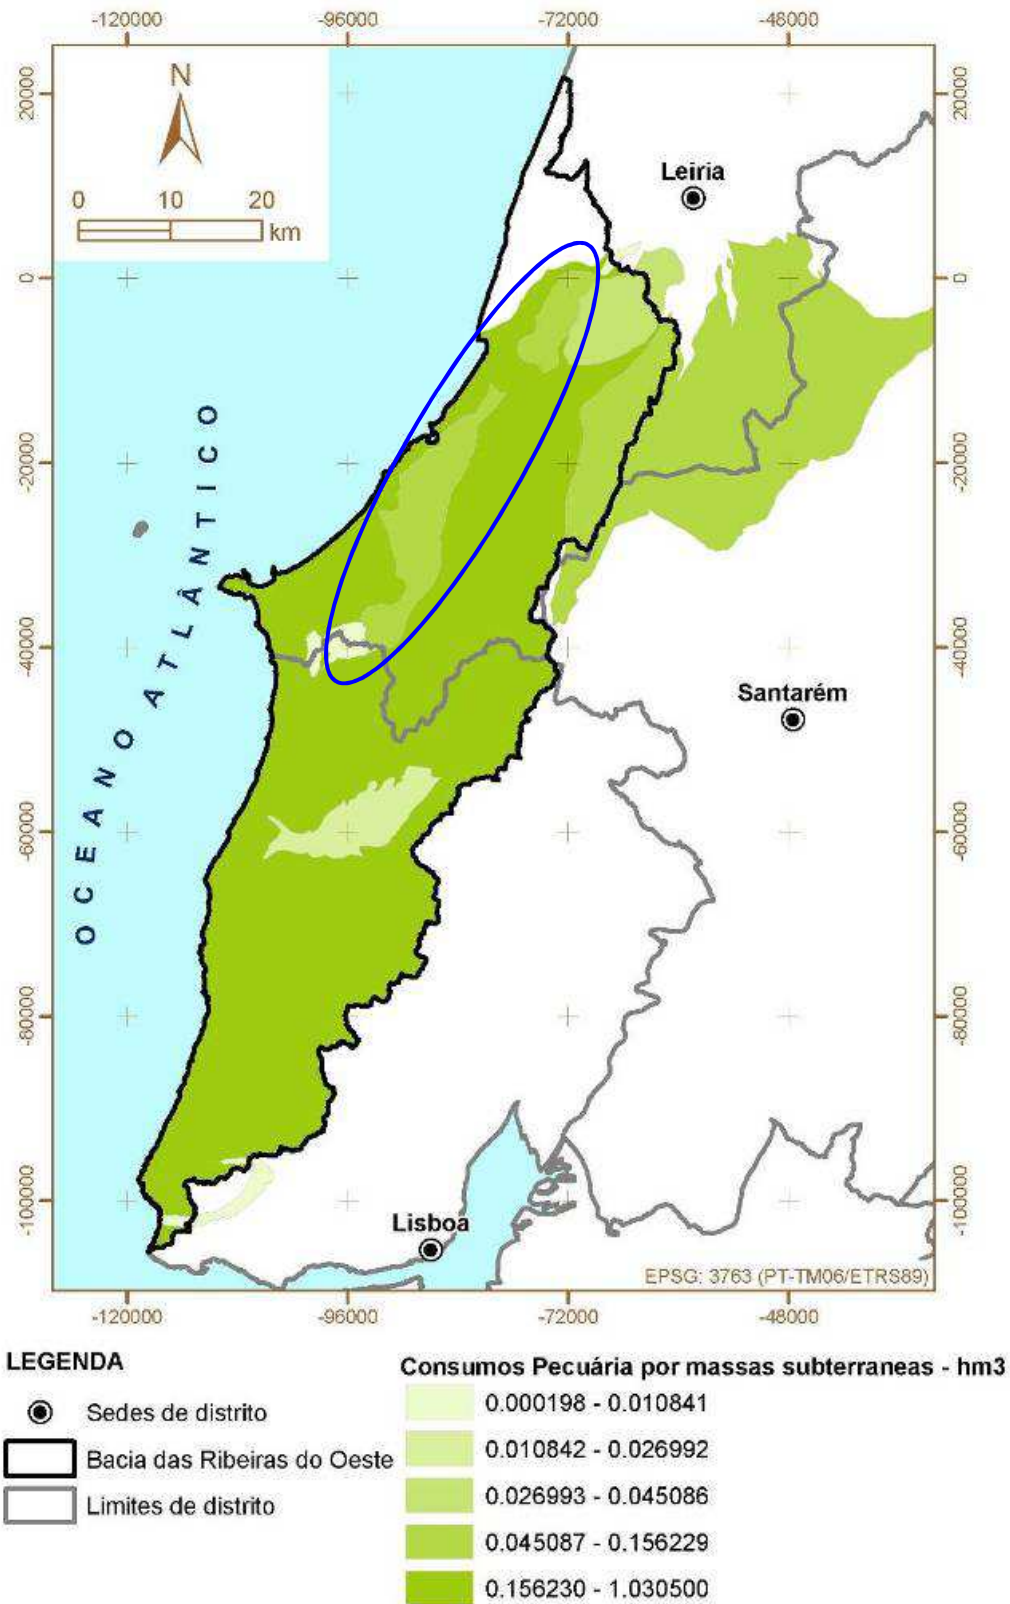 -120000 -96000 -72000 -48000
20000 20000
N
0 10 20
km
Leiria
0 0
-20000 -20000
OCEANO ATLÂNTICO
-40000 -40000
Santarém
-60000 -60000
-80000 -80000
-100000 -100000
Lisboa
EPSG: 3763 (PT-TM06/ETRS89)
-120000 -96000 -72000 -48000
LEGENDA
Sedes de distrito
Bacia das Ribeiras do Oeste
Limites de distrito
Consumos Pecuária por massas subterraneas - hm3
0.000198 - 0.010841
0.010842 - 0.026992
0.026993 - 0.045086
0.045087 - 0.156229
0.156230 - 1.030500